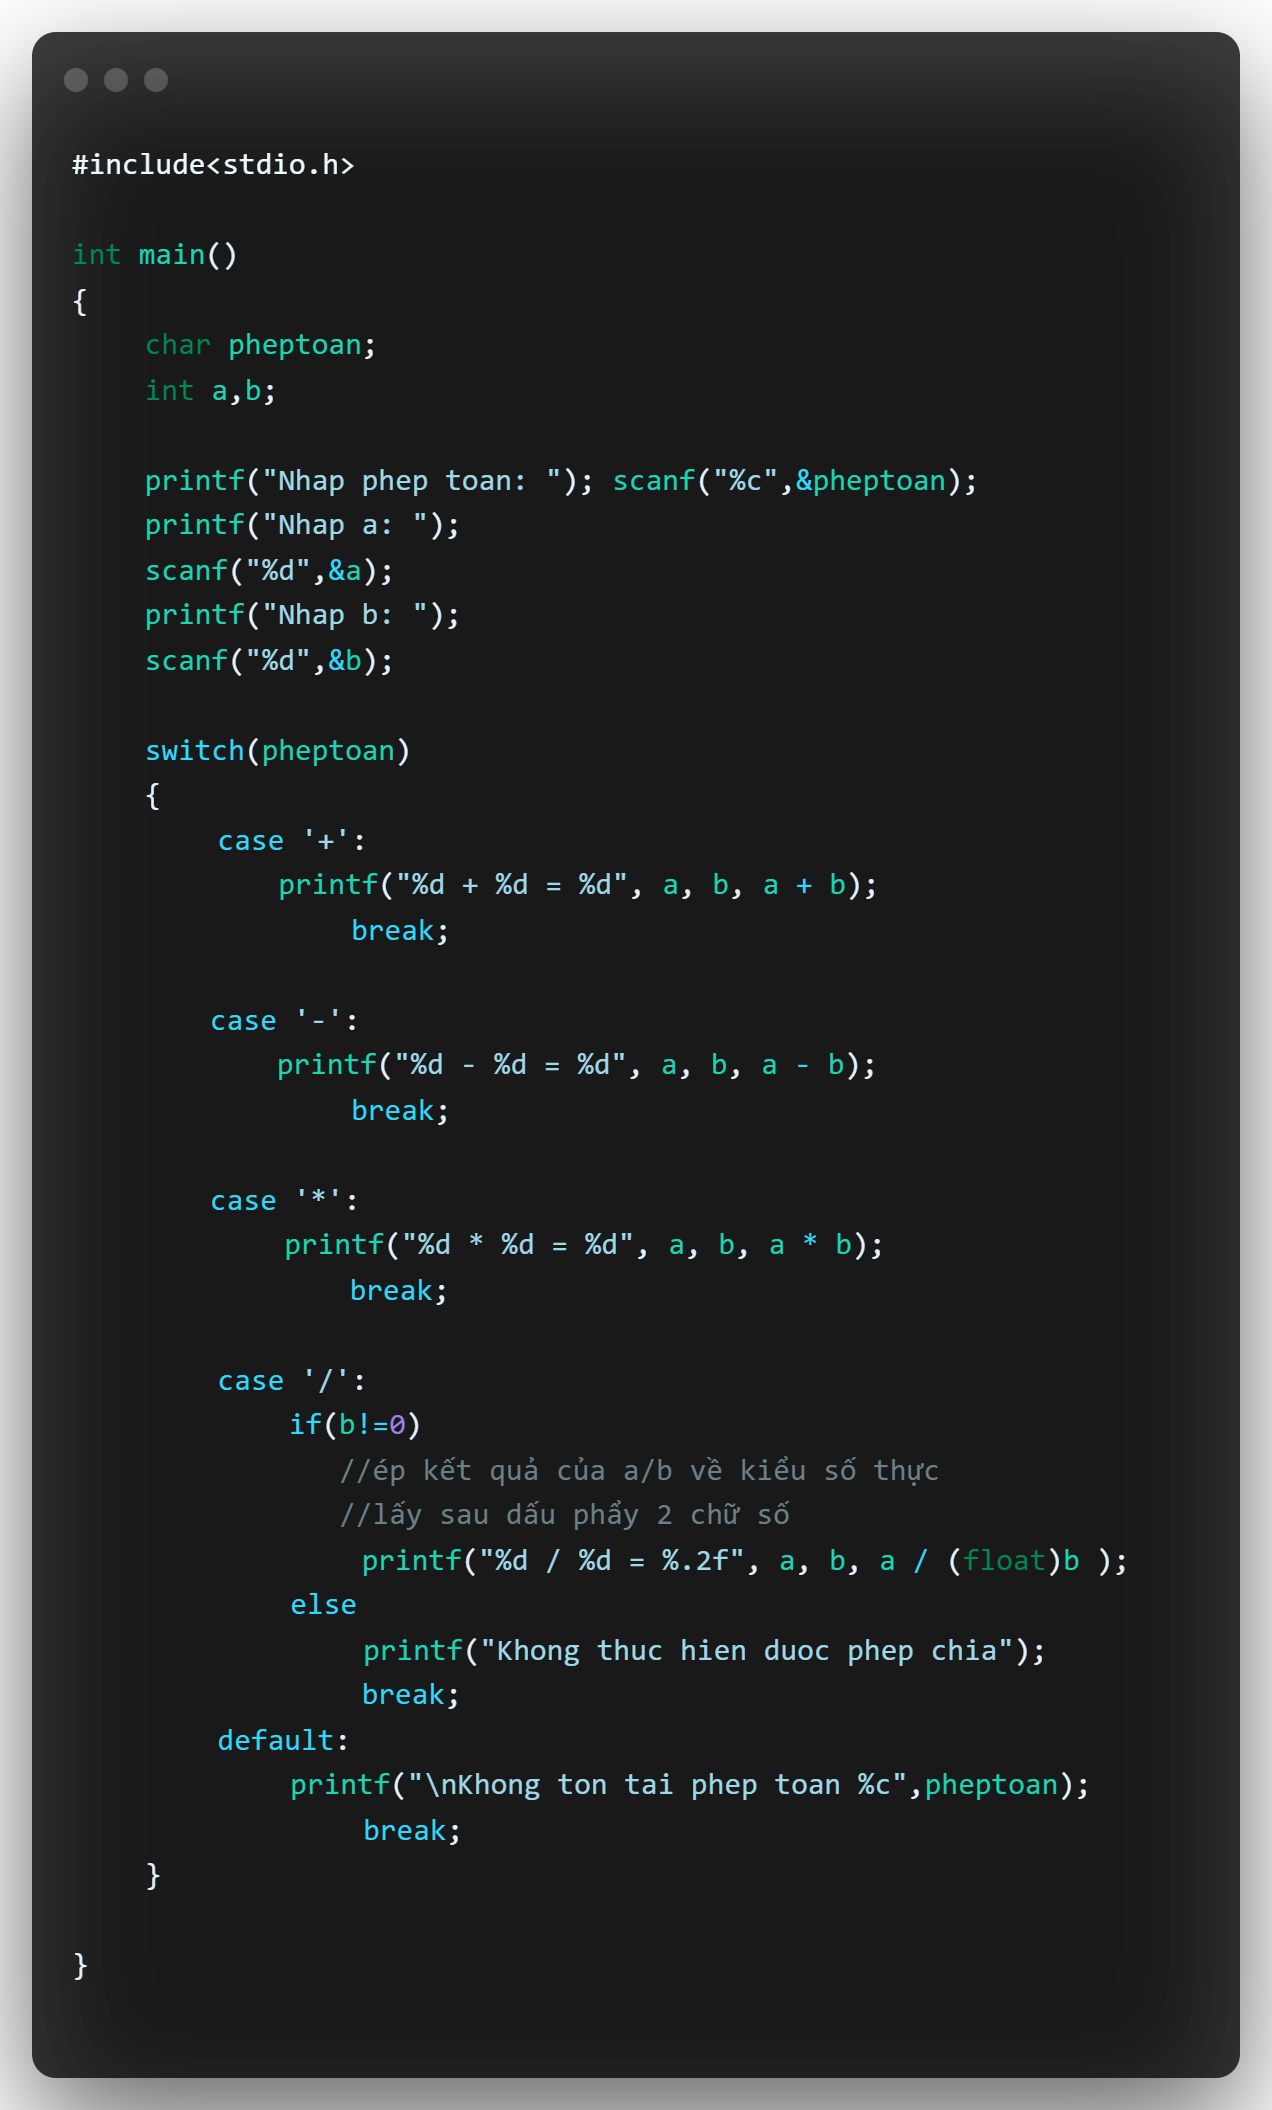 #include<stdio.h>
int main()
{
char pheptoan;
int a,b;
printf("Nhap phep toan: "); scanf("%c",&pheptoan);
printf("Nhap a: ");
scanf("%d",&a);
printf("Nhap b: ");
scanf("%d",&b);
switch(pheptoan)
{
case '+':
printf("%d + %d = %d", a, b, a + b);
break;
case '-':
printf("%d - %d = %d", a, b, a - b);
break;
case '*':
printf("%d * %d = %d", a, b, a * b);
break;
case '/':
if(b!=0)
//ép kết quả của a/b về kiểu số thực
//lấy sau dấu phẩy 2 chữ số
printf("%d / %d = %.2f", a, b, a / (float)b );
else
printf("Khong thuc hien duoc phep chia");
break;
default:
printf("\nKhong ton tai phep toan %c",pheptoan);
break;
}
}